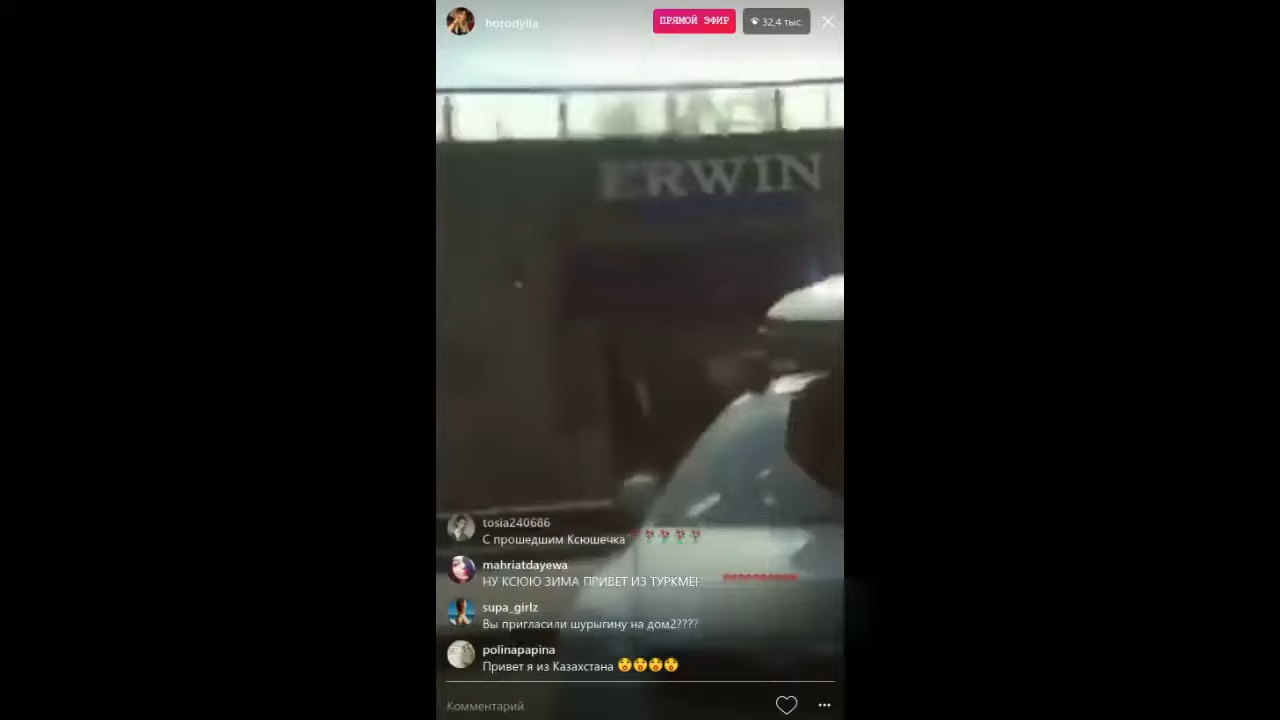 borodylia
ПРЯМОЙ ЭФИР
32,4 тыс.
ERWIN
tosia240686
С прошедшим Ксюшечка
mahriatdayewa
НУ КСЮЮ ЗИМА ПРИВЕТ ИЗ ТУРКМЕН
supa_girlz
Вы пригласили шурыгину на дом2????
polinapapina
Привет я из Казахстана
Комментарий